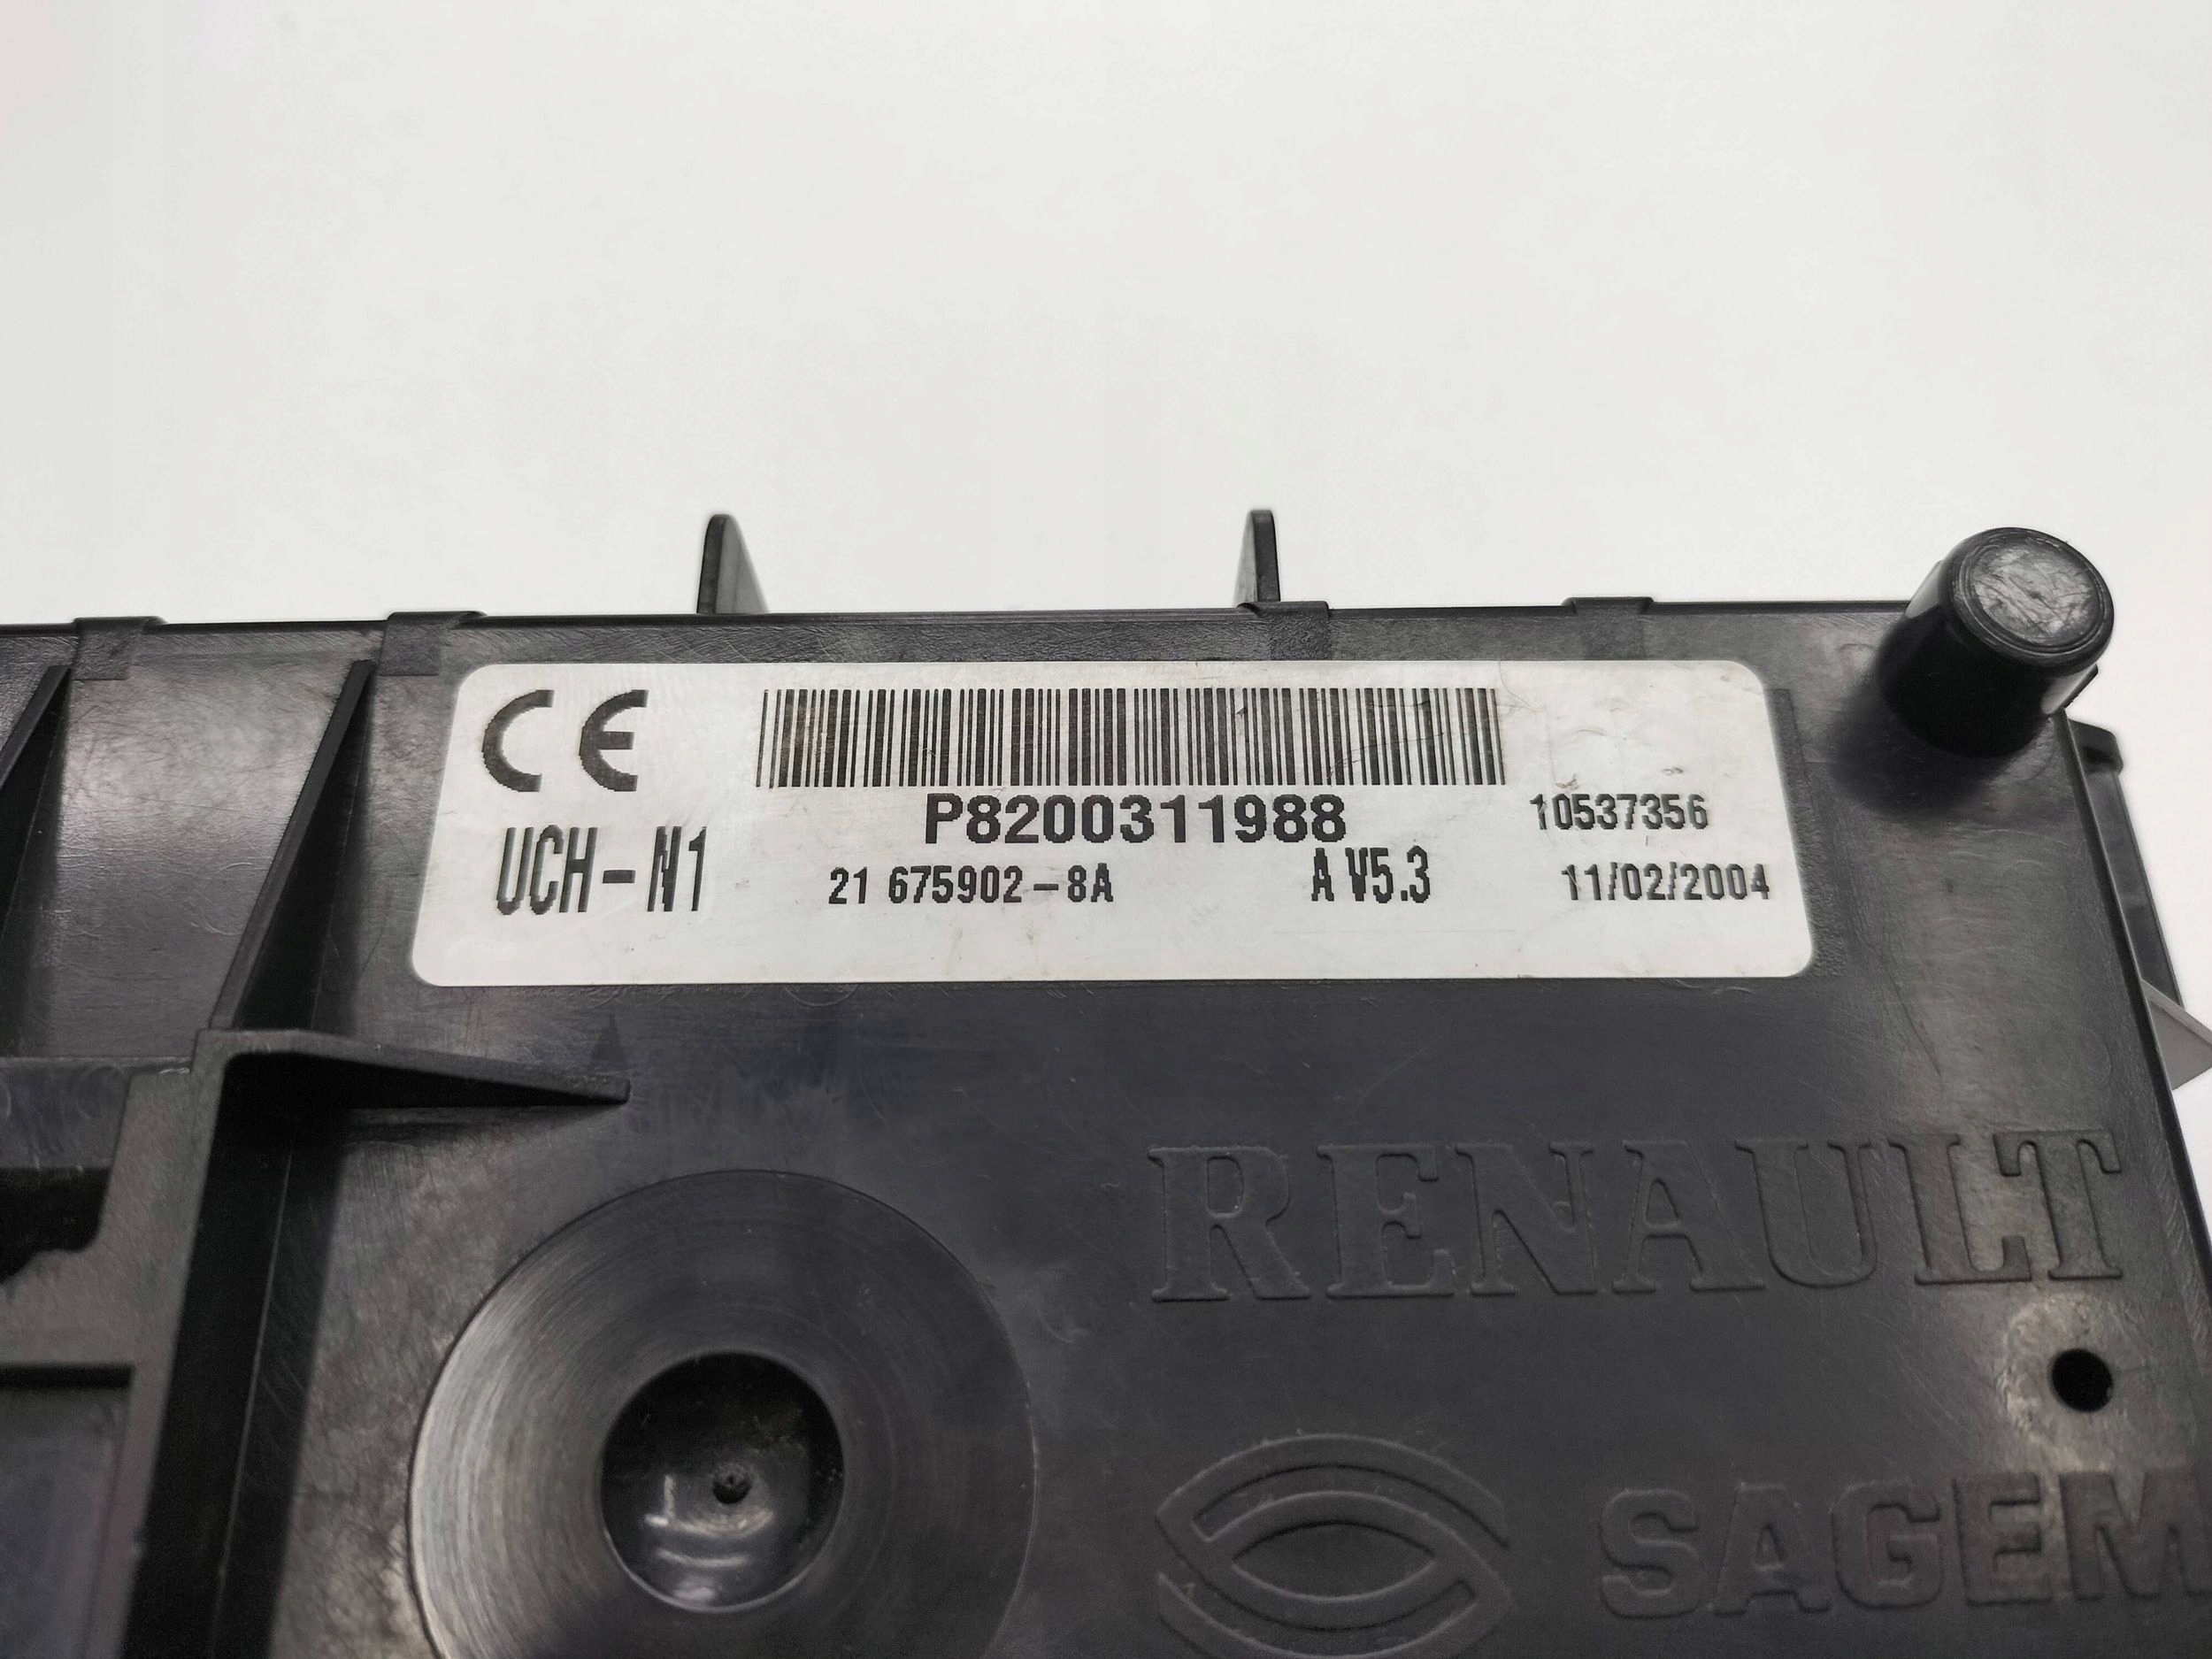 CE
P8200311988
10537356
UCH-N1
21 675902-8A
A V5.3
11/02/2004
RENAULT
SAGEM